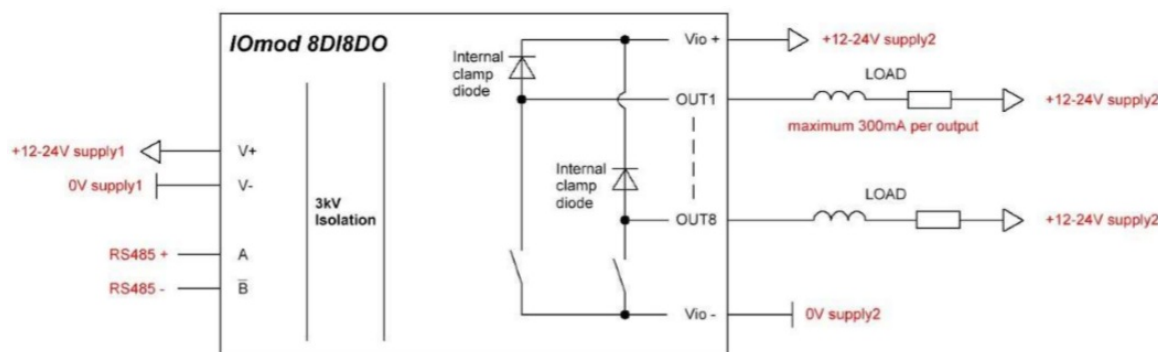 IOmod 8DI8DO
Internal
clamp
diode
Vio +
+12-24V supply2
LOAD
OUT1
+12-24V supply2
maximum 300mA per output
+12-24V supply1
V+
0V supply1
V-
3kV
Isolation
Internal
clamp
diode
LOAD
OUT8
+12-24V supply2
RS485 +
A
RS485 -
B̅
Vio -
0V supply2